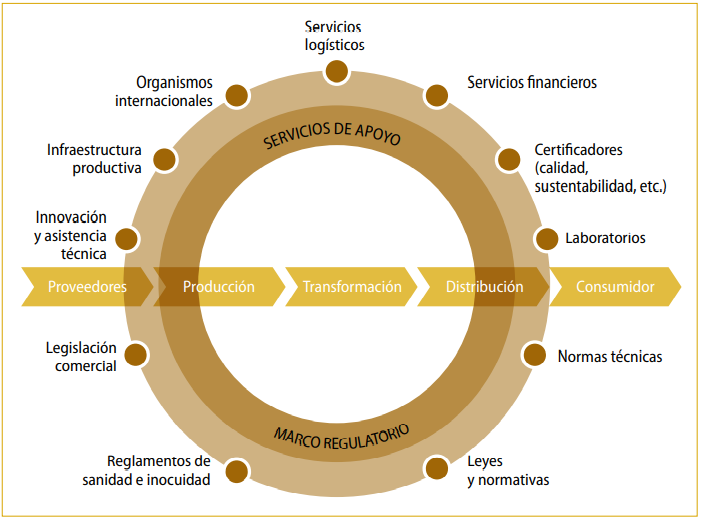 Servicios
logísticos
Organismos
internacionales
Servicios financieros
SERVICIOS DE APOYO
Infraestructura
productiva
Certificadores
(calidad,
sustentabilidad, etc.)
Innovación
y asistencia
técnica
Laboratorios
Proveedores
Producción
Transformación
Distribución
Consumidor
Legislación
comercial
Normas técnicas
MARCO REGULATORIO
Reglamentos de
sanidad e inocuidad
Leyes
y normativas